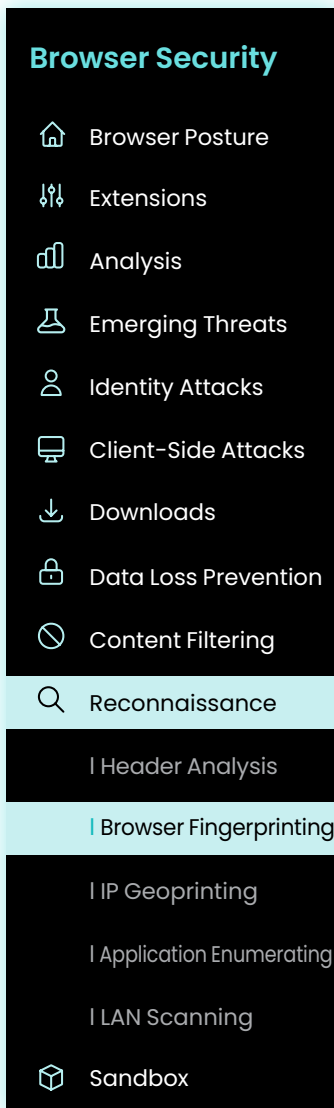 Browser Security
Browser Posture
Extensions
Analysis
Emerging Threats
Identity Attacks
Client-Side Attacks
Downloads
Data Loss Prevention
Content Filtering
Reconnaissance
| Header Analysis
| Browser Fingerprinting
| IP Geoprinting
| Application Enumerating
| LAN Scanning
Sandbox